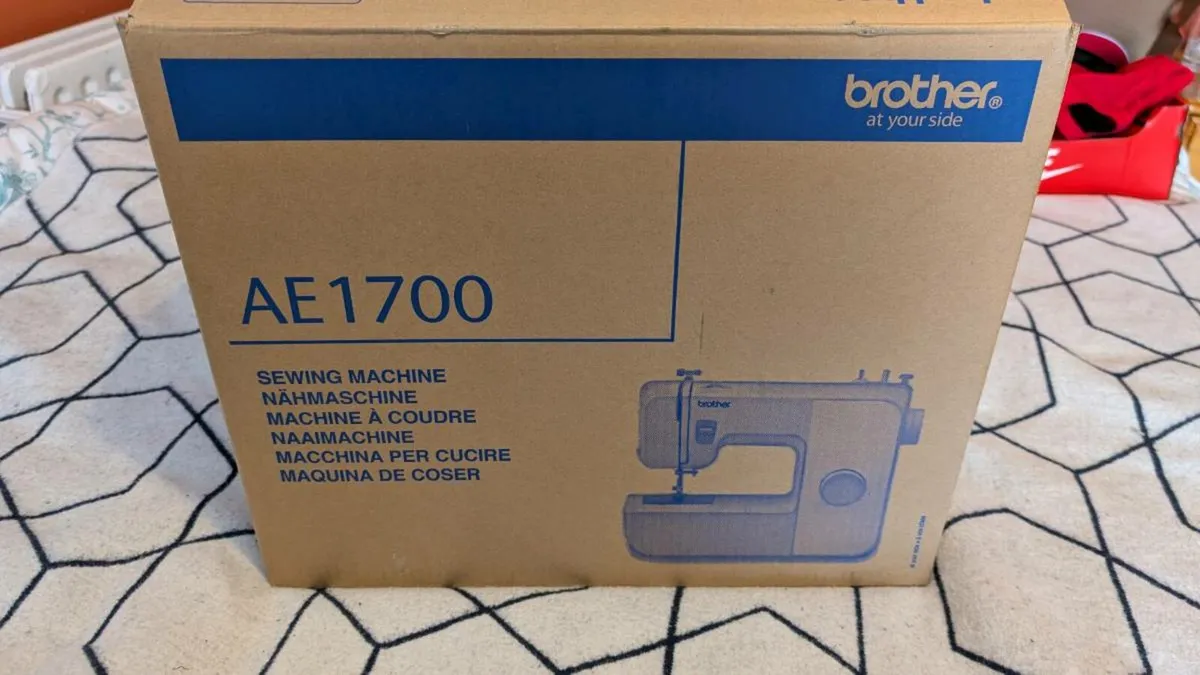 brother®
at your side
AE1700
SEWING MACHINE
NÄHMASCHINE
MACHINE À COUDRE
NAAIMACHINE
MACCHINA PER CUCIRE
MAQUINA DE COSER
brother